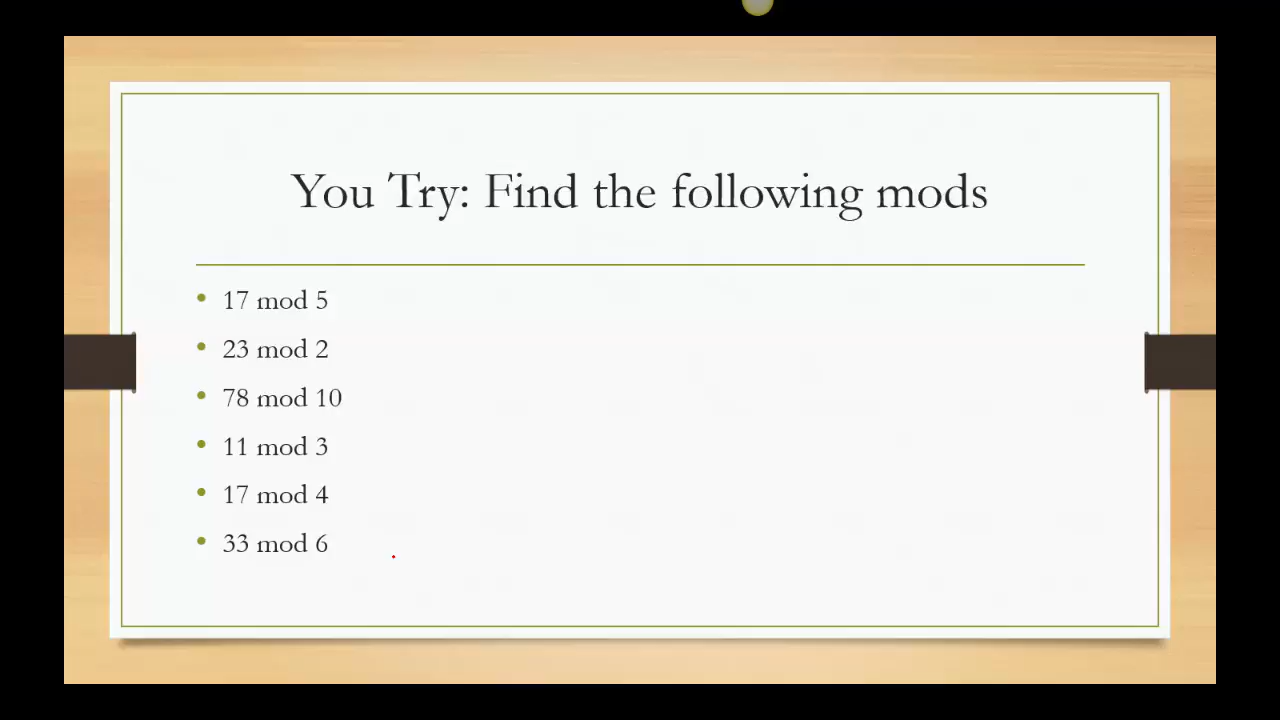 You Try: Find the following mods
• 17 mod 5
• 23 mod 2
• 78 mod 10
• 11 mod 3
• 17 mod 4
• 33 mod 6